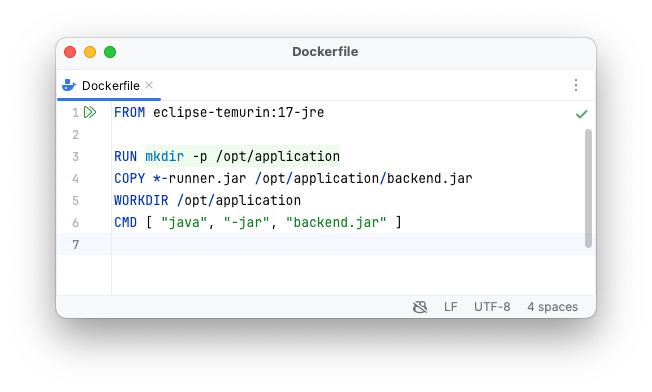 Dockerfile
Dockerfile
1 FROM eclipse-temurin:17-jre
2
3 RUN mkdir -p /opt/application
4 COPY *-runner.jar /opt/application/backend.jar
5 WORKDIR /opt/application
6 CMD [ "java", "-jar", "backend.jar" ]
7
LF UTF-8 4 spaces